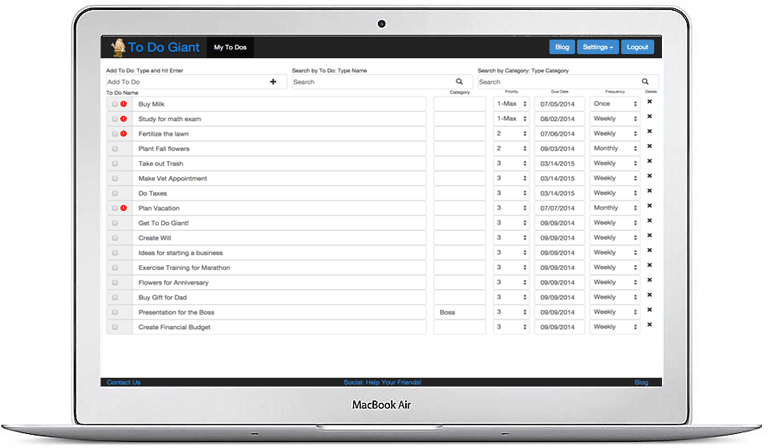 To Do Giant My To Dos Blog Settings Logout
Add To Do: Type and hit Enter Search by To Do: Type Name Search by Category: Type Category
Add To Do Search Search
To Do Name Category Priority Due Date Frequency Delete
Buy Milk 1-Max 07/05/2014 Once
Study for math exam 1-Max 08/02/2014 Weekly
Fertilize the lawn 2 07/06/2014 Weekly
Plant Fall flowers 2 09/03/2014 Monthly
Take out Trash 3 03/14/2015 Weekly
Make Vet Appointment 3 03/14/2015 Weekly
Do Taxes 3 03/14/2015 Weekly
Plan Vacation 3 07/07/2014 Monthly
Get To Do Giant! 3 09/09/2014 Weekly
Create Will 3 09/09/2014 Weekly
Ideas for starting a business 3 09/09/2014 Weekly
Exercise Training for Marathon 3 09/09/2014 Weekly
Flowers for Anniversary 3 09/09/2014 Weekly
Buy Gift for Dad 3 09/09/2014 Weekly
Presentation for the Boss Boss 3 09/09/2014 Weekly
Create Financial Budget 3 09/09/2014 Weekly
Contact Us Social: Help Your Friends! Blog
MacBook Air